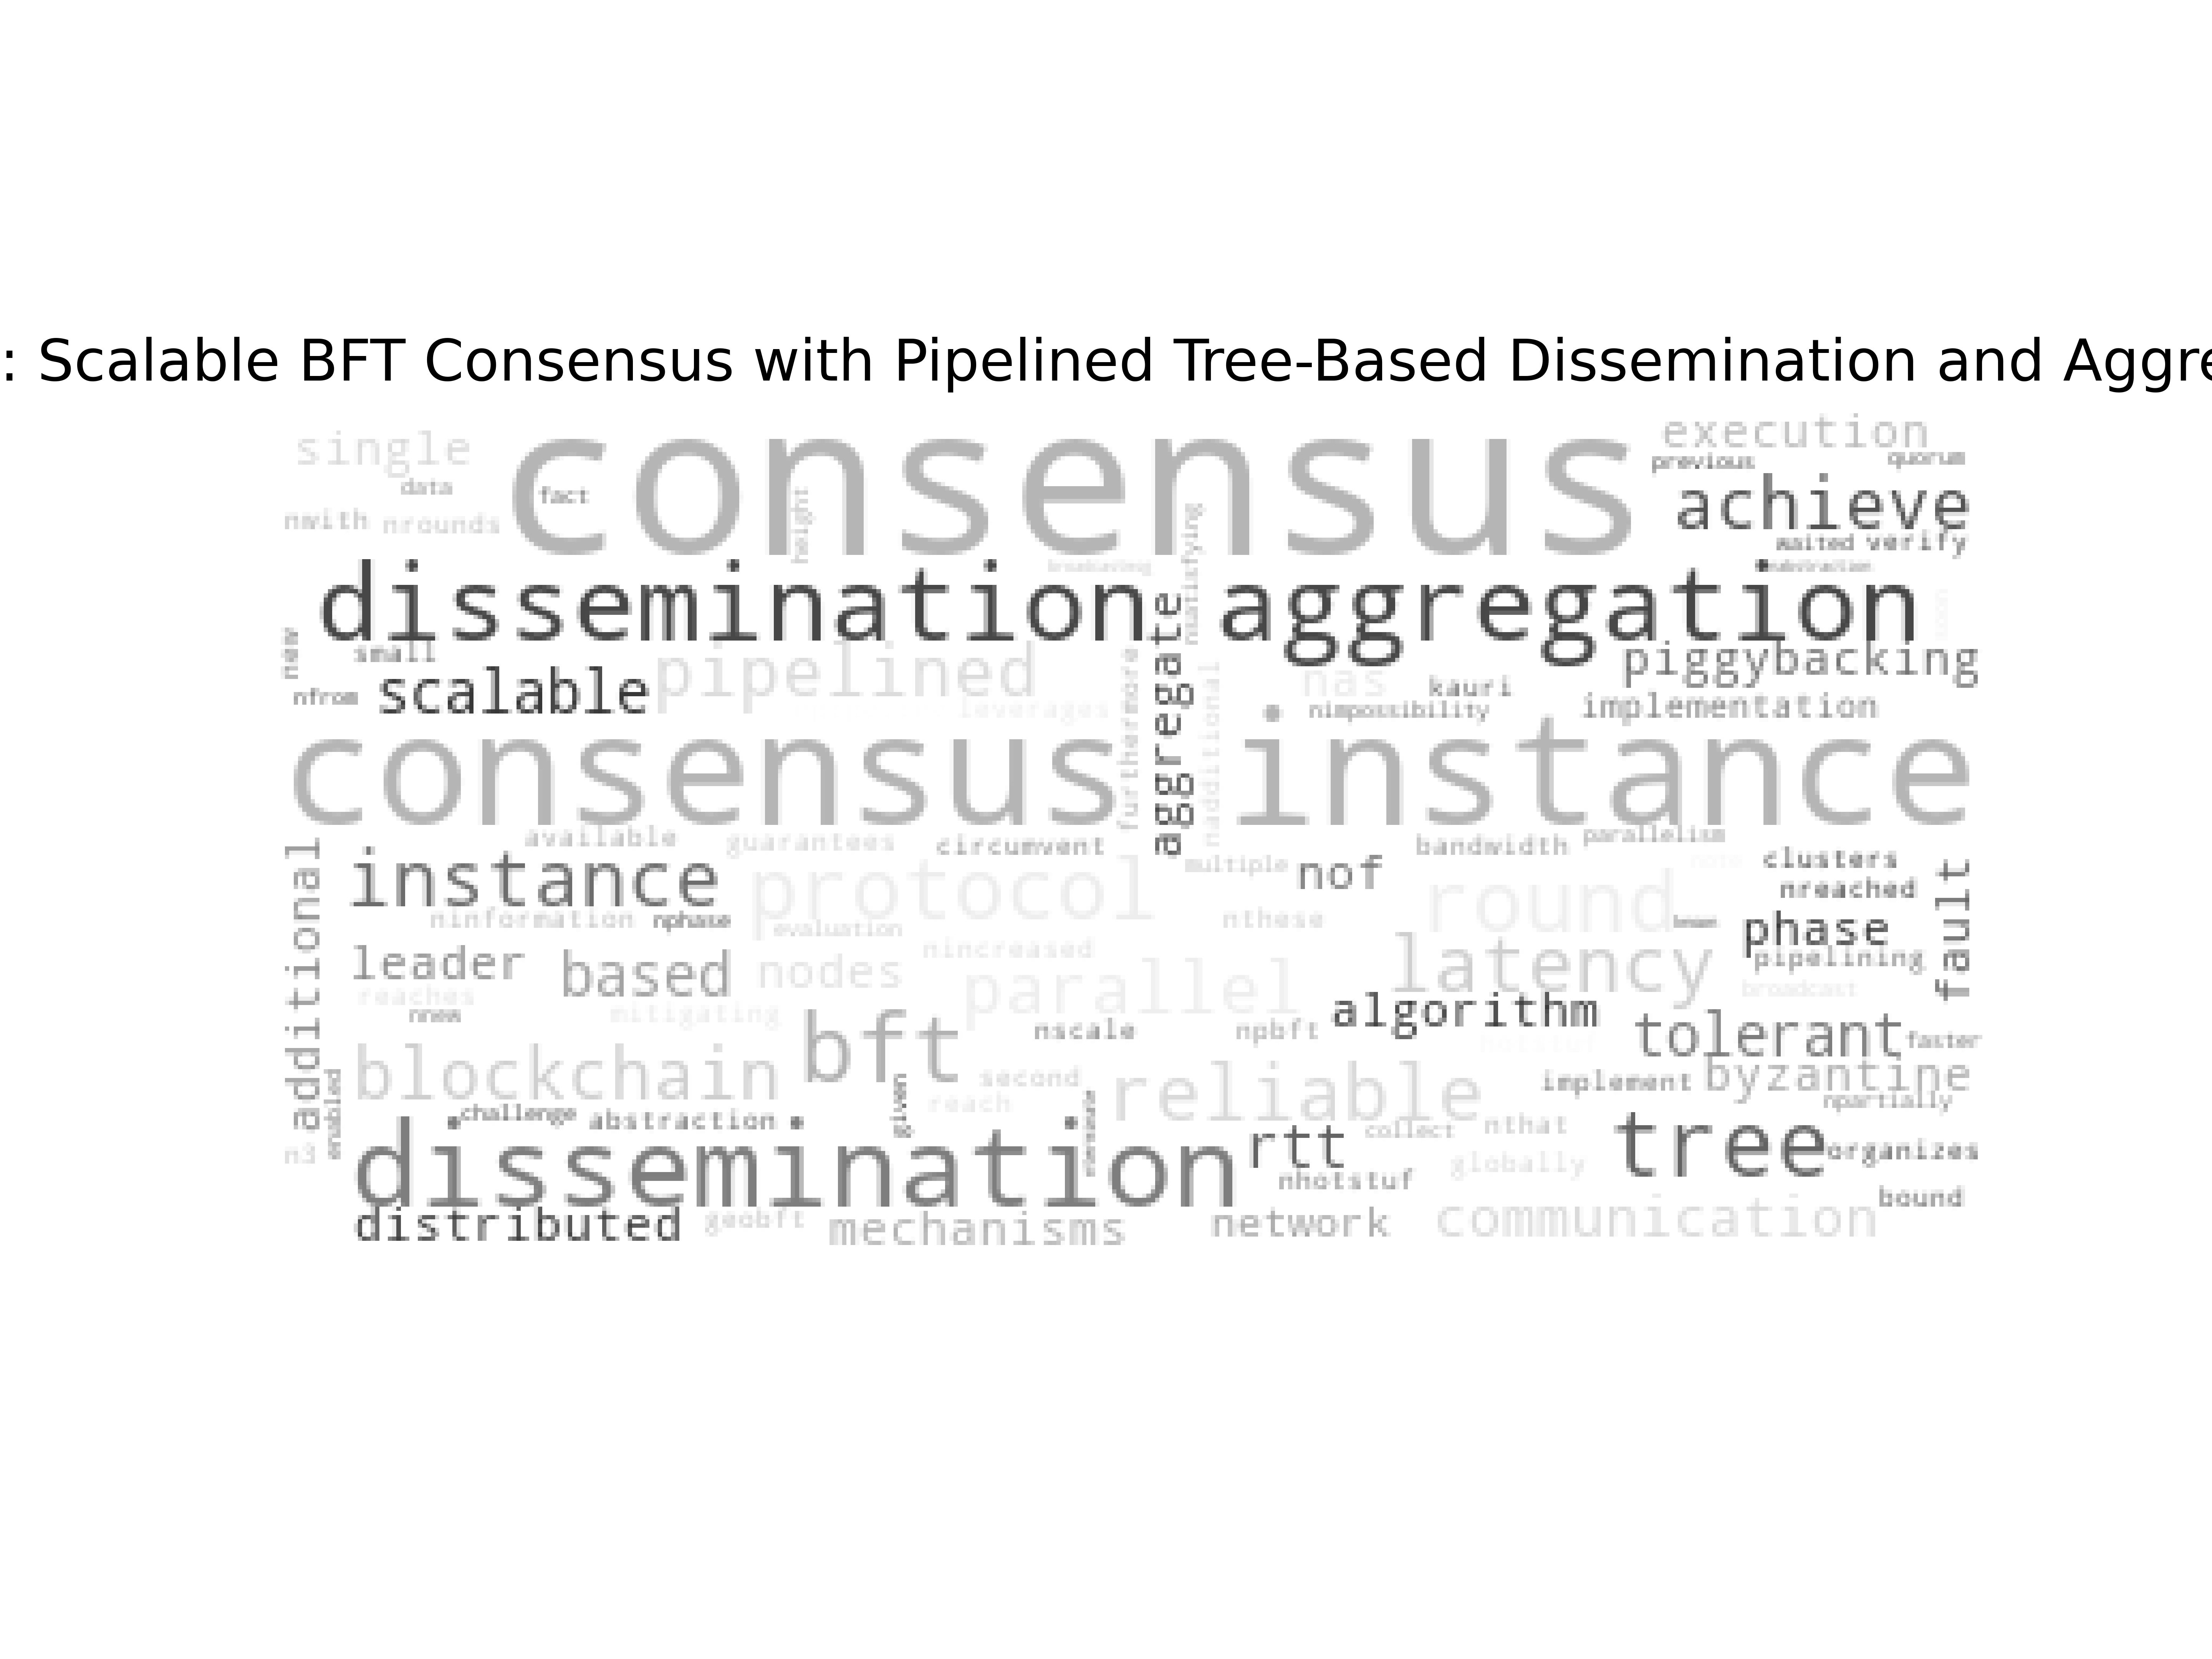 : Scalable BFT Consensus with Pipelined Tree-Based Dissemination and Aggre
single
consensus
execution
previous
quorum
data
fact
height
achieve
nwith
nrounds
waited
verify
dissemination
aggregation
new
small
nfrom
scalable
pipelined
leverages
furthermore
aggregate
nsatisfying
nadditional
nas
kauri
nimpossibility
piggybacking
implementation
consensus
instance
available
guarantees
circumvent
multiple
nof
bandwidth
parallelism
clusters
nreached
additional
instance
protocol
round
fault
ninformation
nphase
evaluation
nthese
phase
leader
based
nodes
nincreased
parallel
latency
pipelining
broadcast
reaches
nnew
mitigating
bft
nscale
npbft
algorithm
tolerant
faster
blockchain
second
reach
reliable
implement
byzantine
npartially
enabled
n3
challenge
abstraction
given
dissemination
rtt
collect
nthat
globally
nhotstuf
tree
organizes
bound
distributed
geobft
mechanisms
network
communication